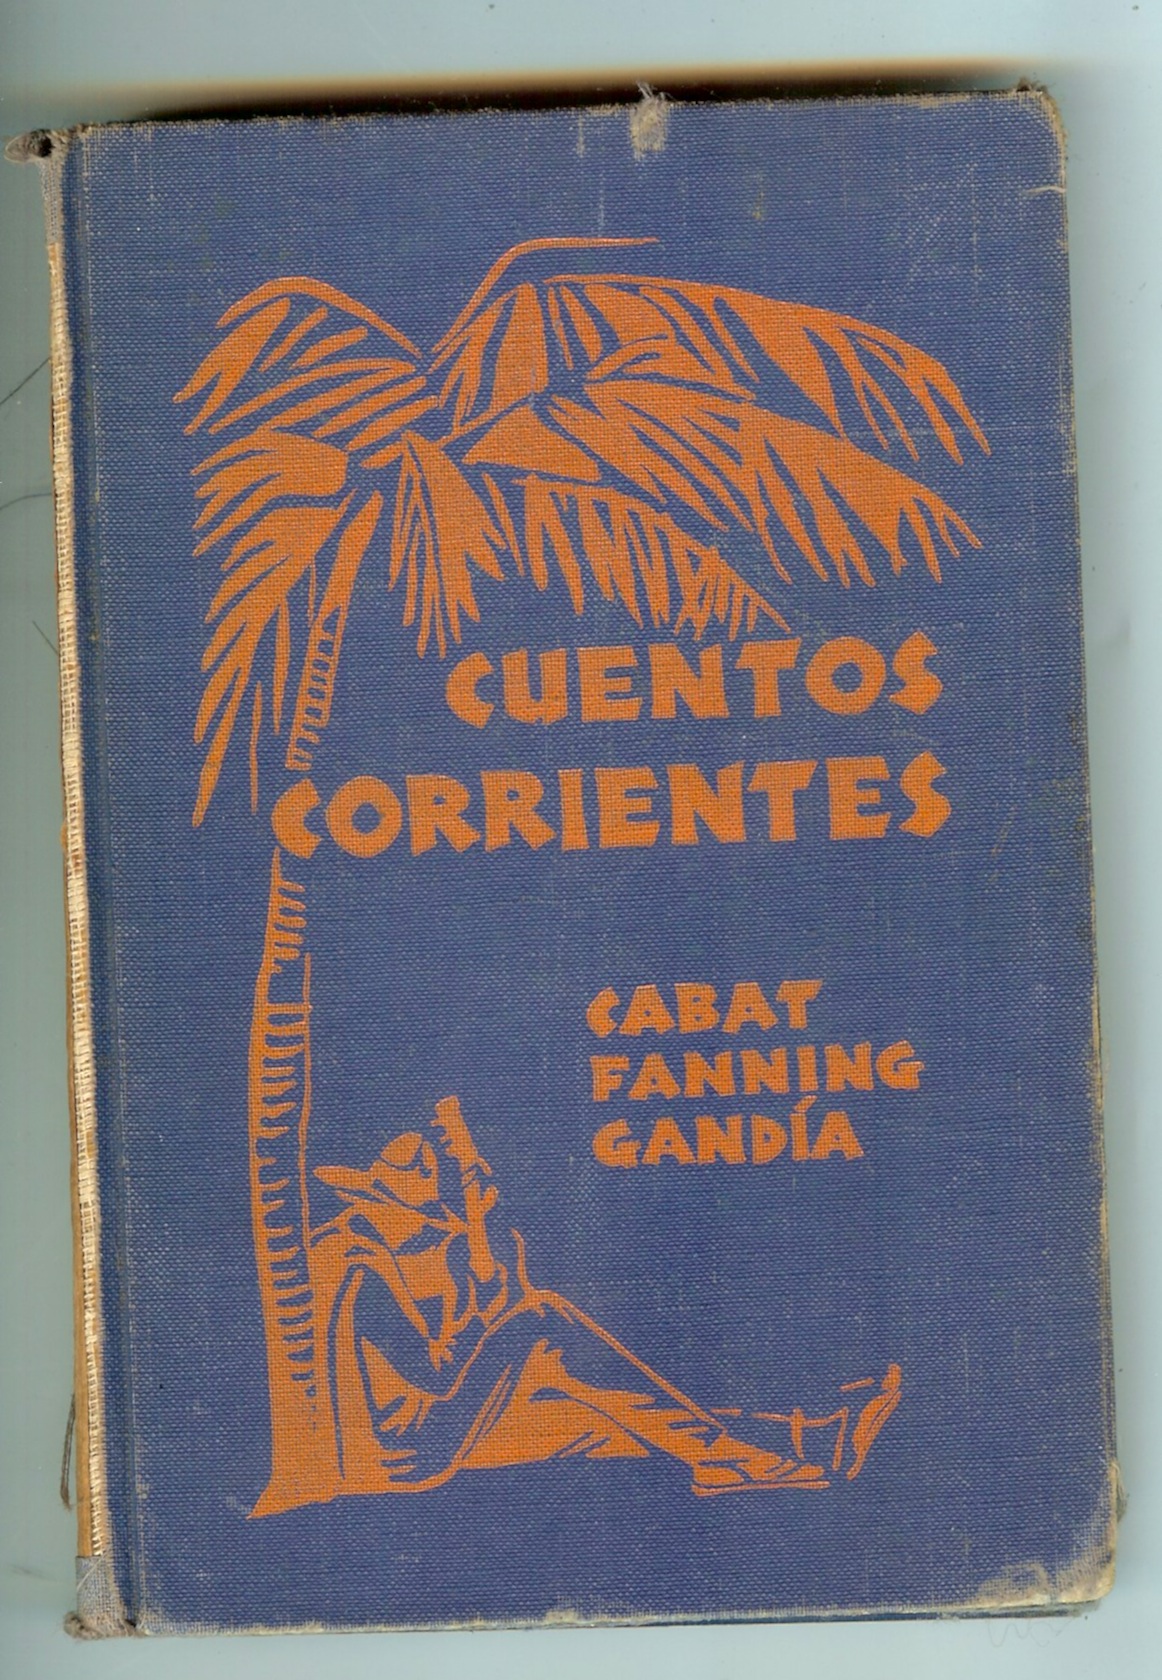 CUENTOS
CORRIENTES
CABAT
FANNING
GANDÍA